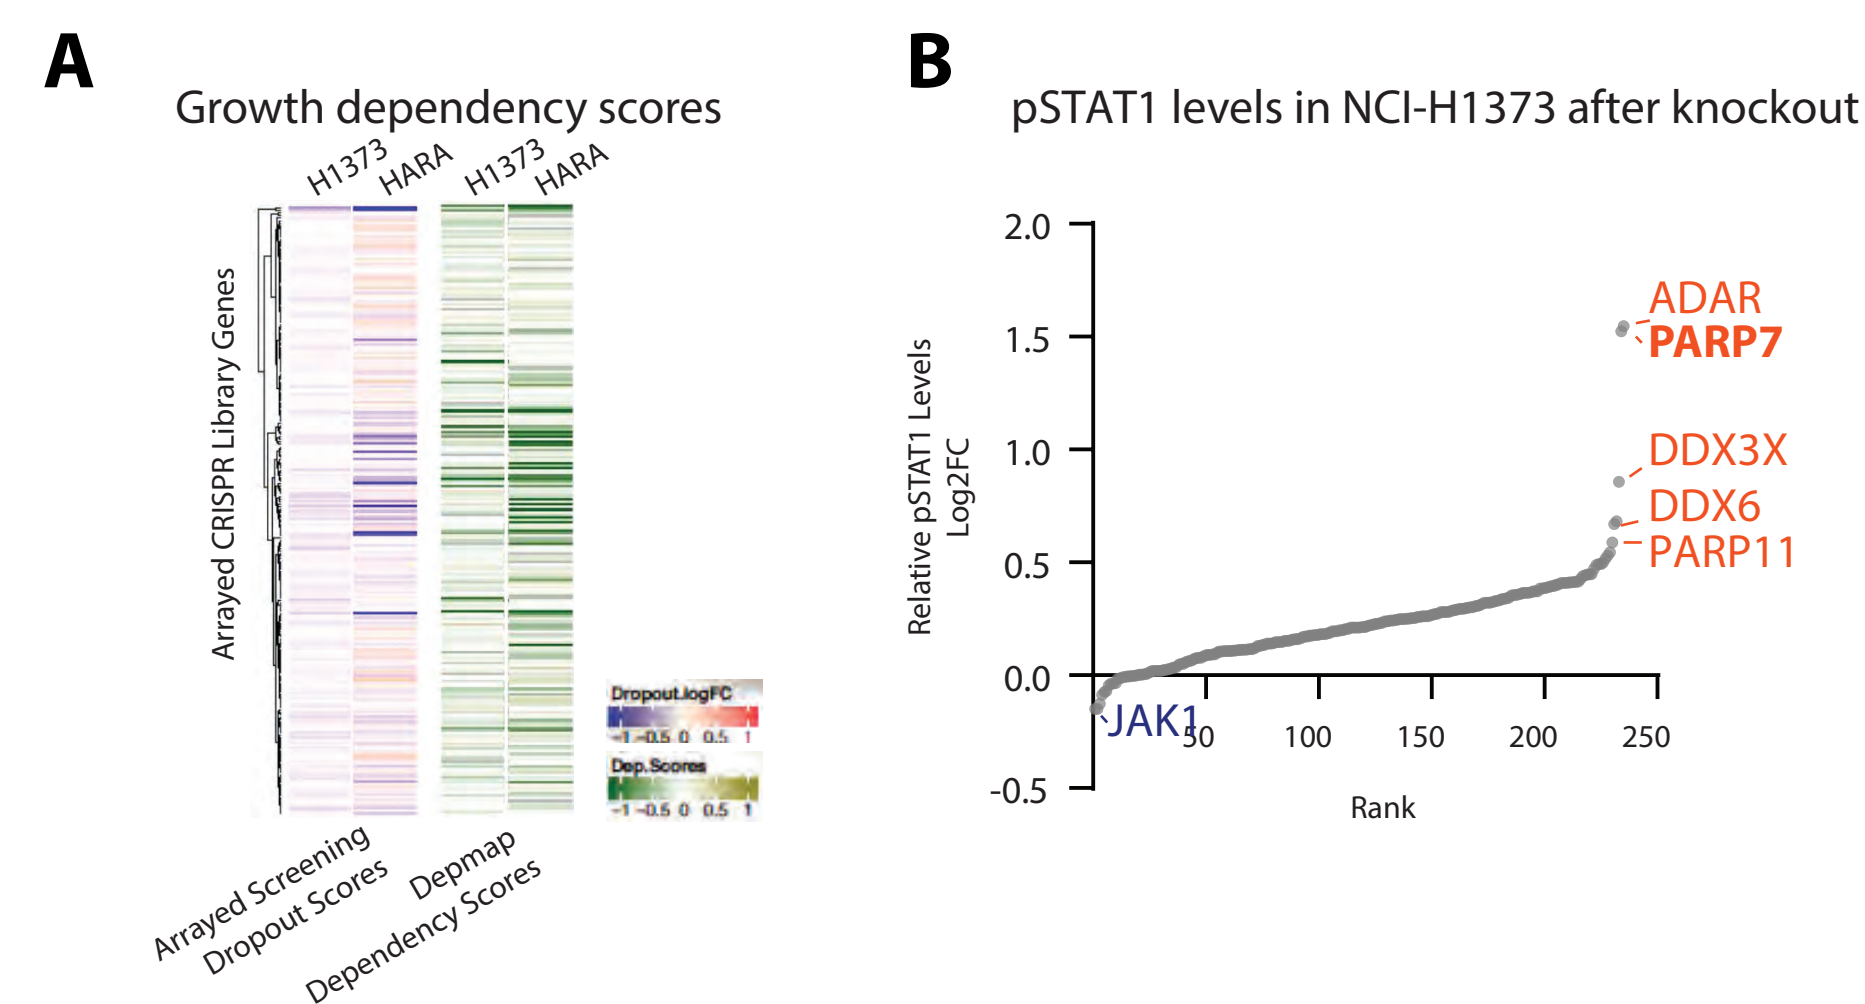 A
Growth dependency scores
H1373
HARA
H1373
HARA
Arrayed CRISPR Library Genes
Dropout.logFC
-1 -0.5 0 0.5 1
Dep.Scores
-1 -0.5 0 0.5 1
Arrayed Screening
Dropout Scores
Depmap
Dependency Scores
B
pSTAT1 levels in NCI-H1373 after knockout
Relative pSTAT1 Levels
Log2FC
2.0
1.5
1.0
0.5
0.0
-0.5
ADAR
PARP7
DDX3X
DDX6
PARP11
JAK1
50
100
150
200
250
Rank